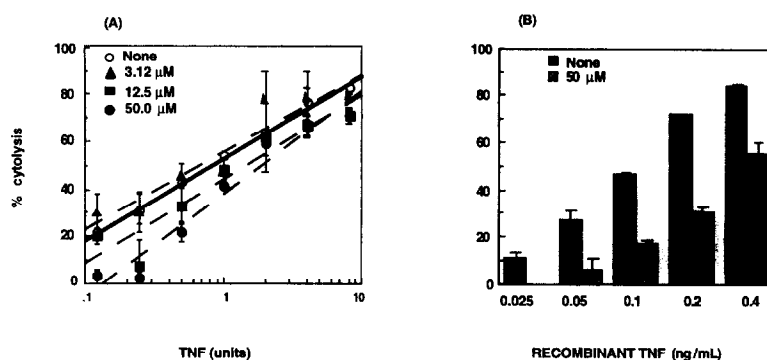 (A)
% cytolysis
100
80
60
40
20
0
None
3.12 µM
12.5 µM
50.0 µM
.1
1
10
TNF (units)
(B)
100
80
60
40
20
0
None
50 µM
0.025
0.05
0.1
0.2
0.4
RECOMBINANT TNF (ng/mL)